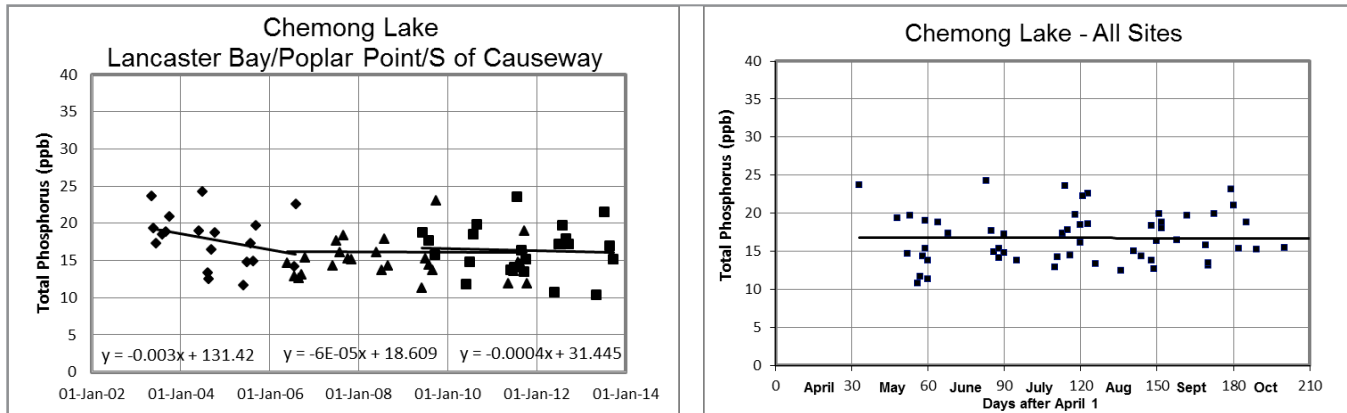 Chemong Lake
Lancaster Bay/Poplar Point/S of Causeway
Total Phosphorus (ppb)
40
35
30
25
20
15
10
5
0
y = -0.003x + 131.42
y = -6E-05x + 18.609
y = -0.0004x + 31.445
01-Jan-02 01-Jan-04 01-Jan-06 01-Jan-08 01-Jan-10 01-Jan-12 01-Jan-14
Chemong Lake - All Sites
Total Phosphorus (ppb)
40
35
30
25
20
15
10
5
0
0 April 30 May 60 June 90 July 120 Aug 150 Sept 180 Oct 210
Days after April 1